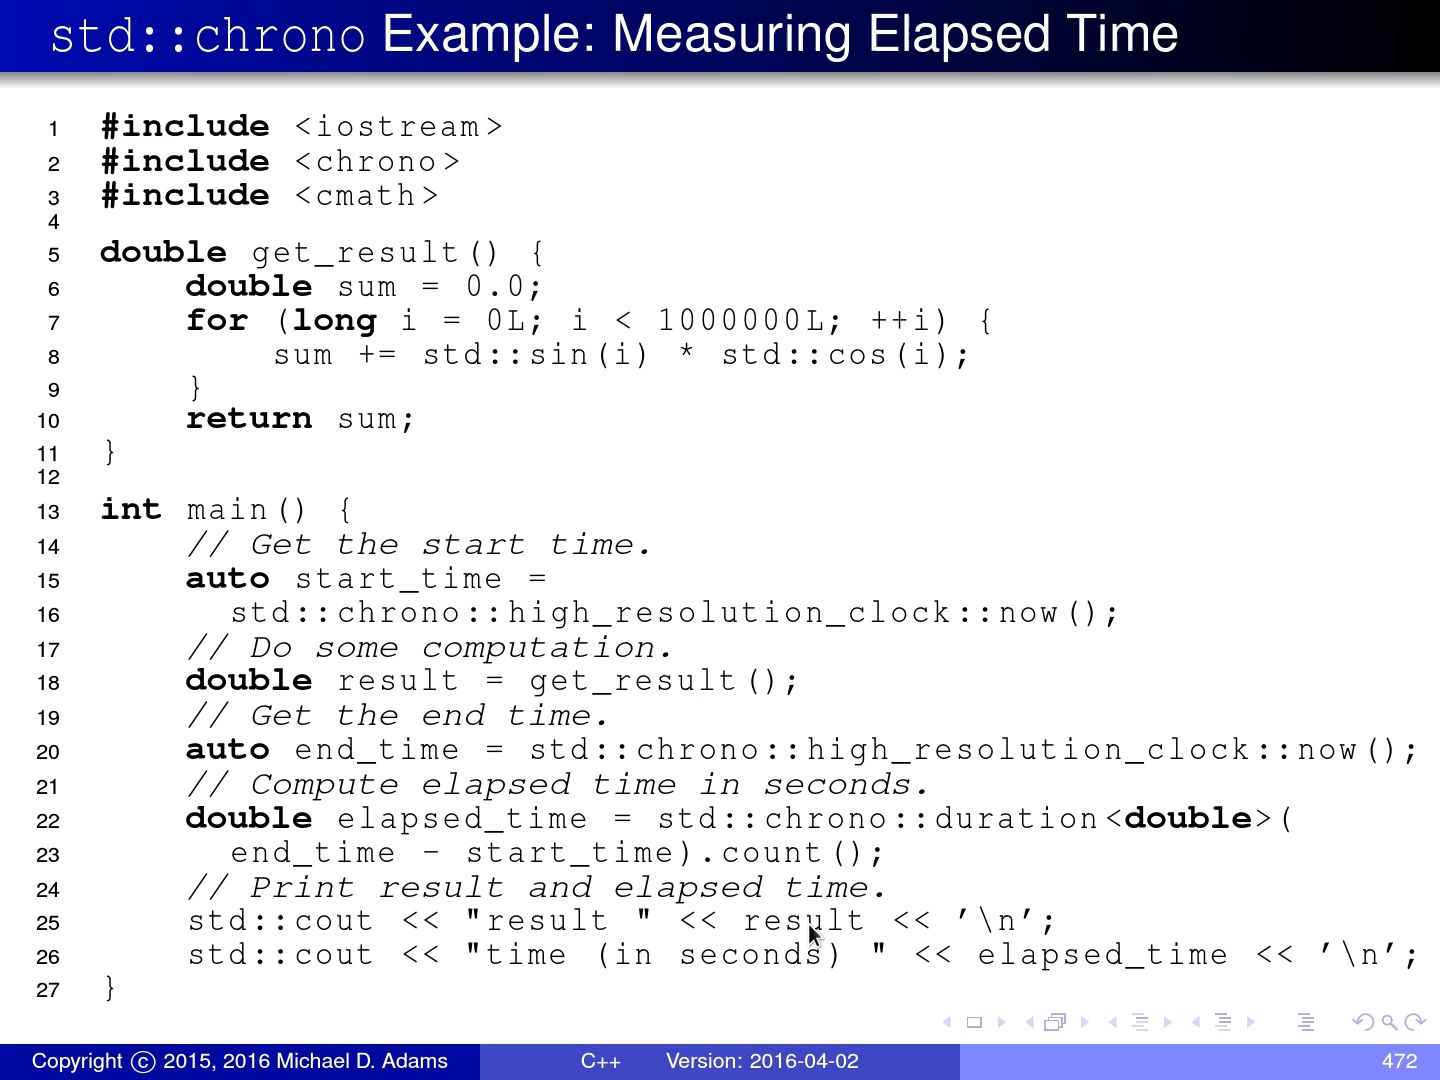 std::chrono Example: Measuring Elapsed Time
1 #include <iostream>
2 #include <chrono>
3 #include <cmath>
4
5 double get_result() {
6     double sum = 0.0;
7     for (long i = 0L; i < 1000000L; ++i) {
8         sum += std::sin(i) * std::cos(i);
9     }
10     return sum;
11 }
12
13 int main() {
14     // Get the start time.
15     auto start_time =
16       std::chrono::high_resolution_clock::now();
17     // Do some computation.
18     double result = get_result();
19     // Get the end time.
20     auto end_time = std::chrono::high_resolution_clock::now();
21     // Compute elapsed time in seconds.
22     double elapsed_time = std::chrono::duration<double>(
23       end_time - start_time).count();
24     // Print result and elapsed time.
25     std::cout << "result " << result << '\n';
26     std::cout << "time (in seconds) " << elapsed_time << '\n';
27 }
Copyright © 2015, 2016 Michael D. Adams C++ Version: 2016-04-02 472